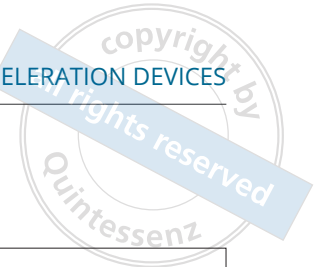 ELERATION DEVICES
copyright by
all rights reserved
Quintessenz